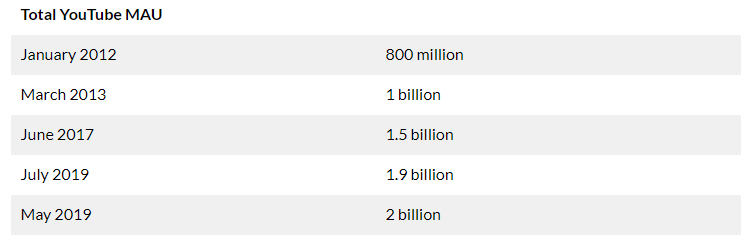 Total YouTube MAU
January 2012 800 million
March 2013 1 billion
June 2017 1.5 billion
July 2019 1.9 billion
May 2019 2 billion